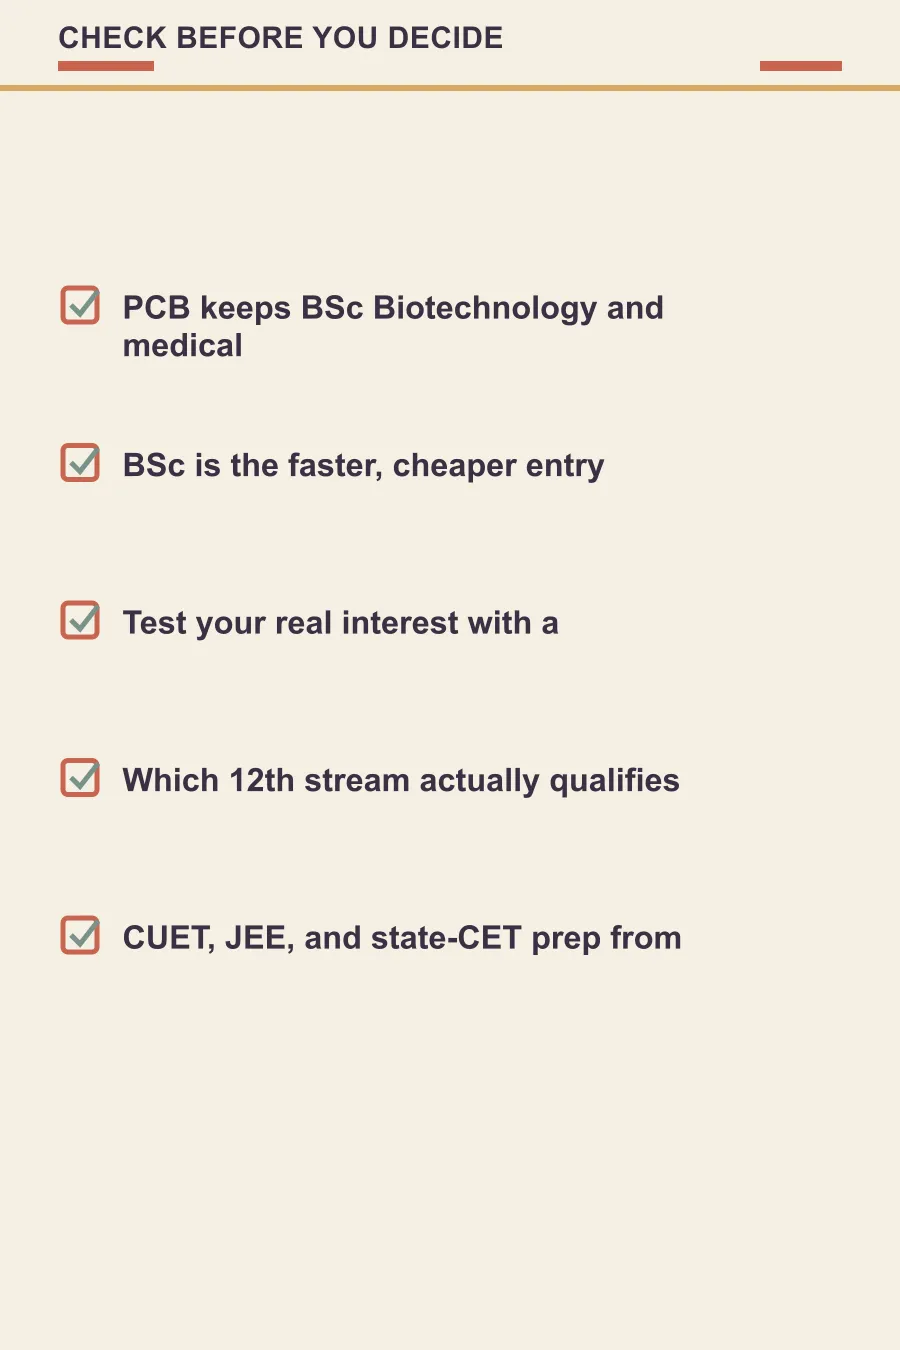 CHECK BEFORE YOU DECIDE
PCB keeps BSc Biotechnology and
medical
BSc is the faster, cheaper entry
Test your real interest with a
Which 12th stream actually qualifies
CUET, JEE, and state-CET prep from